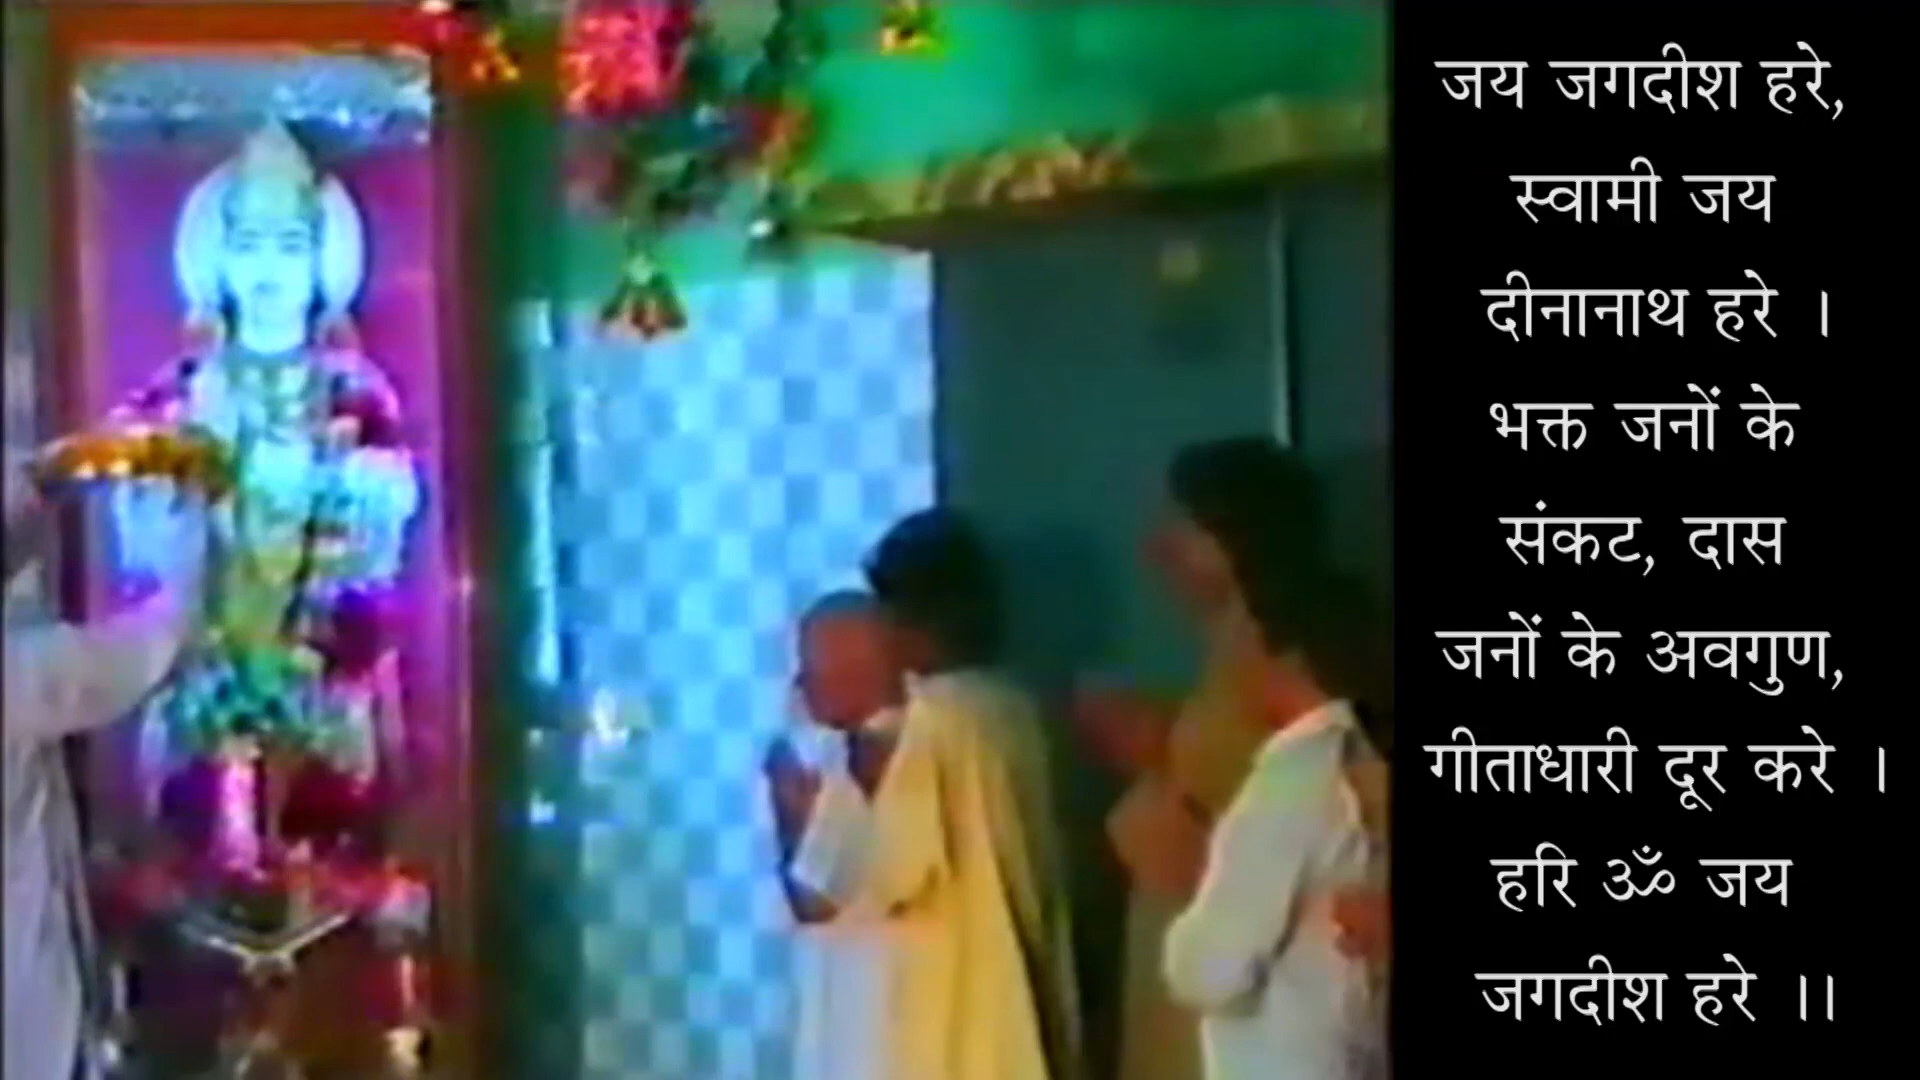 जय जगदीश हरे,
स्वामी जय
दीनानाथ हरे ।
भक्त जनों के
संकट, दास
जनों के अवगुण,
गीताधारी दूर करे ।
हरि ॐ जय
जगदीश हरे ।।